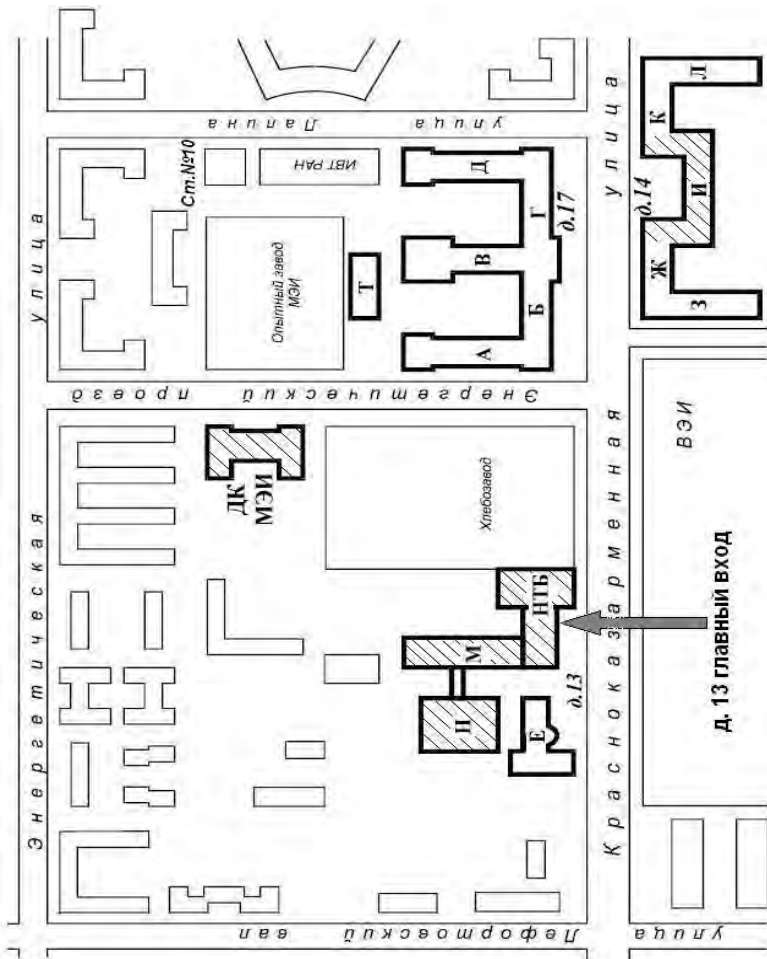 Энергетическая улица
Лефортовский вал
Энергетический проезд
улица Лапина
Ст.№10
ИВТ РАН
Опытный завод
МЭИ
Т
А
Б
В
Г
Д
д.17
ДК
МЭИ
Хлебозавод
НТБ
М
Н
Е
д.13
Красноказарменная улица
д.14
Ж
З
И
К
Л
ВЭИ
д. 13 главный вход
улица